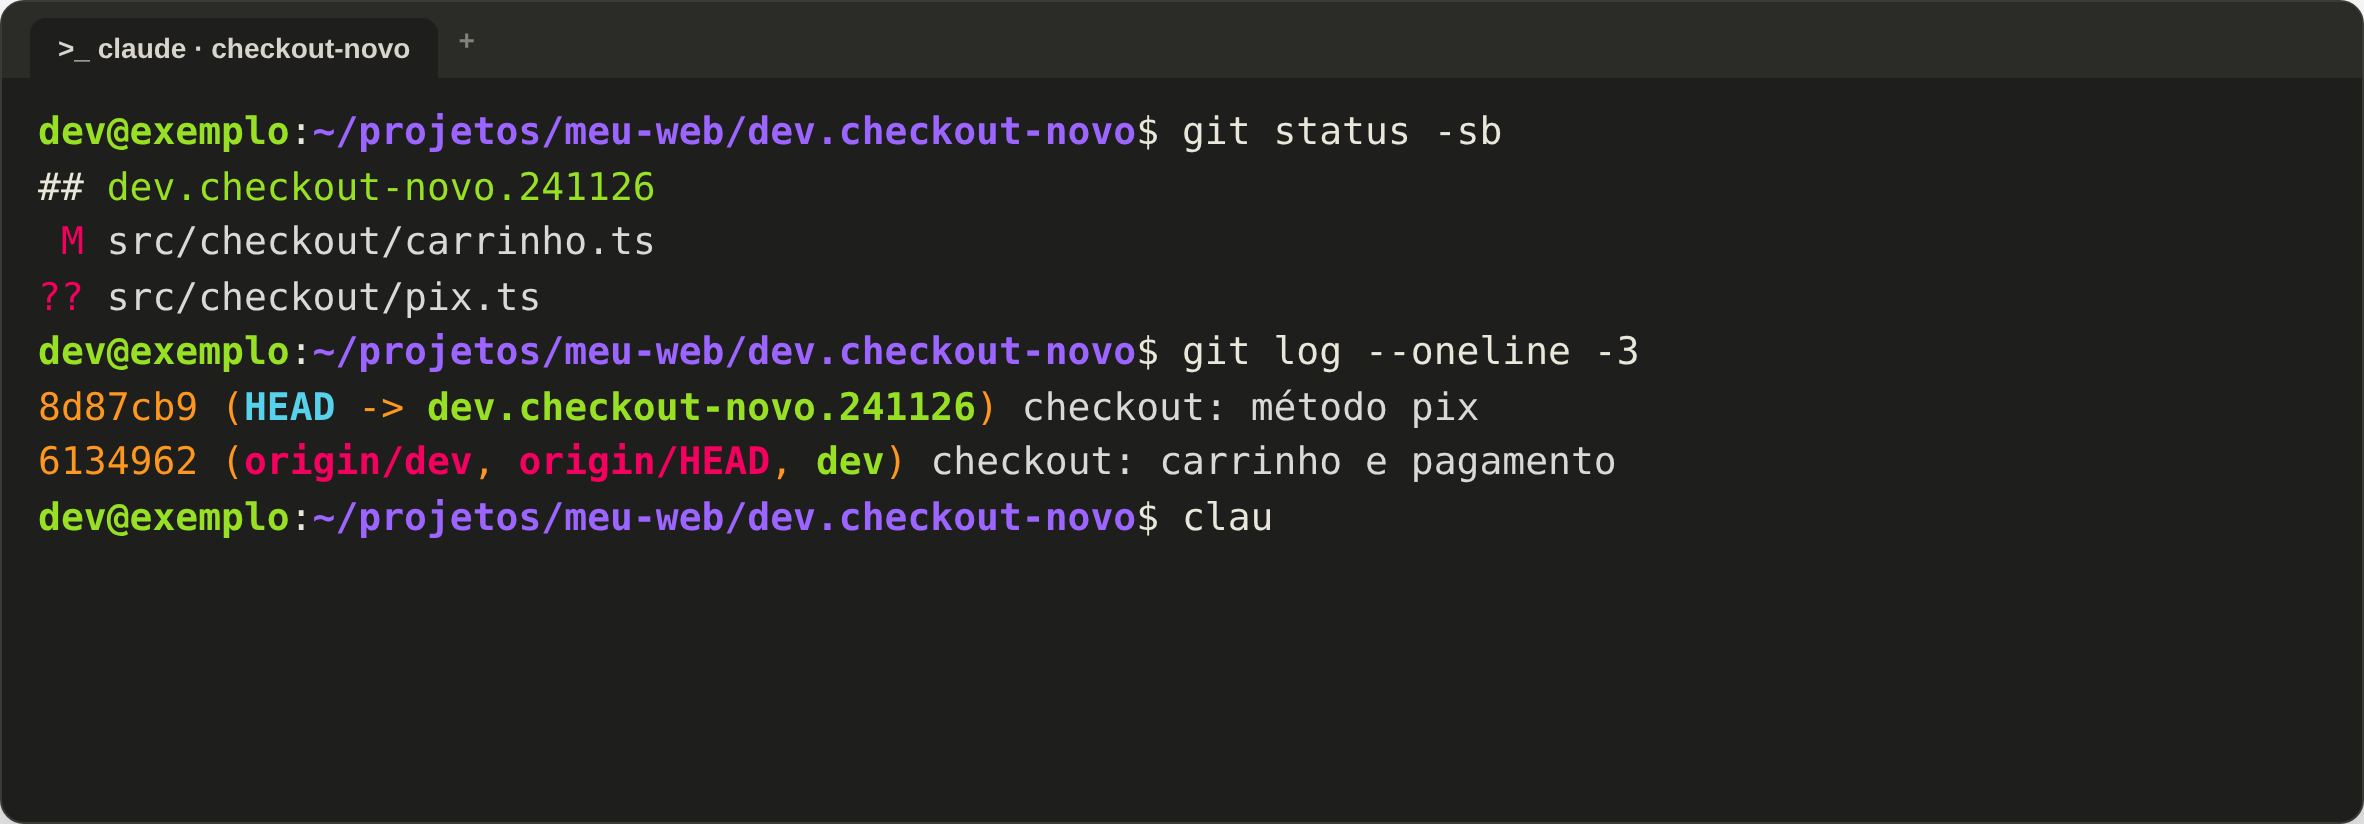 >_ claude · checkout-novo +
dev@exemplo:~/projetos/meu-web/dev.checkout-novo$ git status -sb
## dev.checkout-novo.241126
 M src/checkout/carrinho.ts
?? src/checkout/pix.ts
dev@exemplo:~/projetos/meu-web/dev.checkout-novo$ git log --oneline -3
8d87cb9 (HEAD -> dev.checkout-novo.241126) checkout: método pix
6134962 (origin/dev, origin/HEAD, dev) checkout: carrinho e pagamento
dev@exemplo:~/projetos/meu-web/dev.checkout-novo$ clau